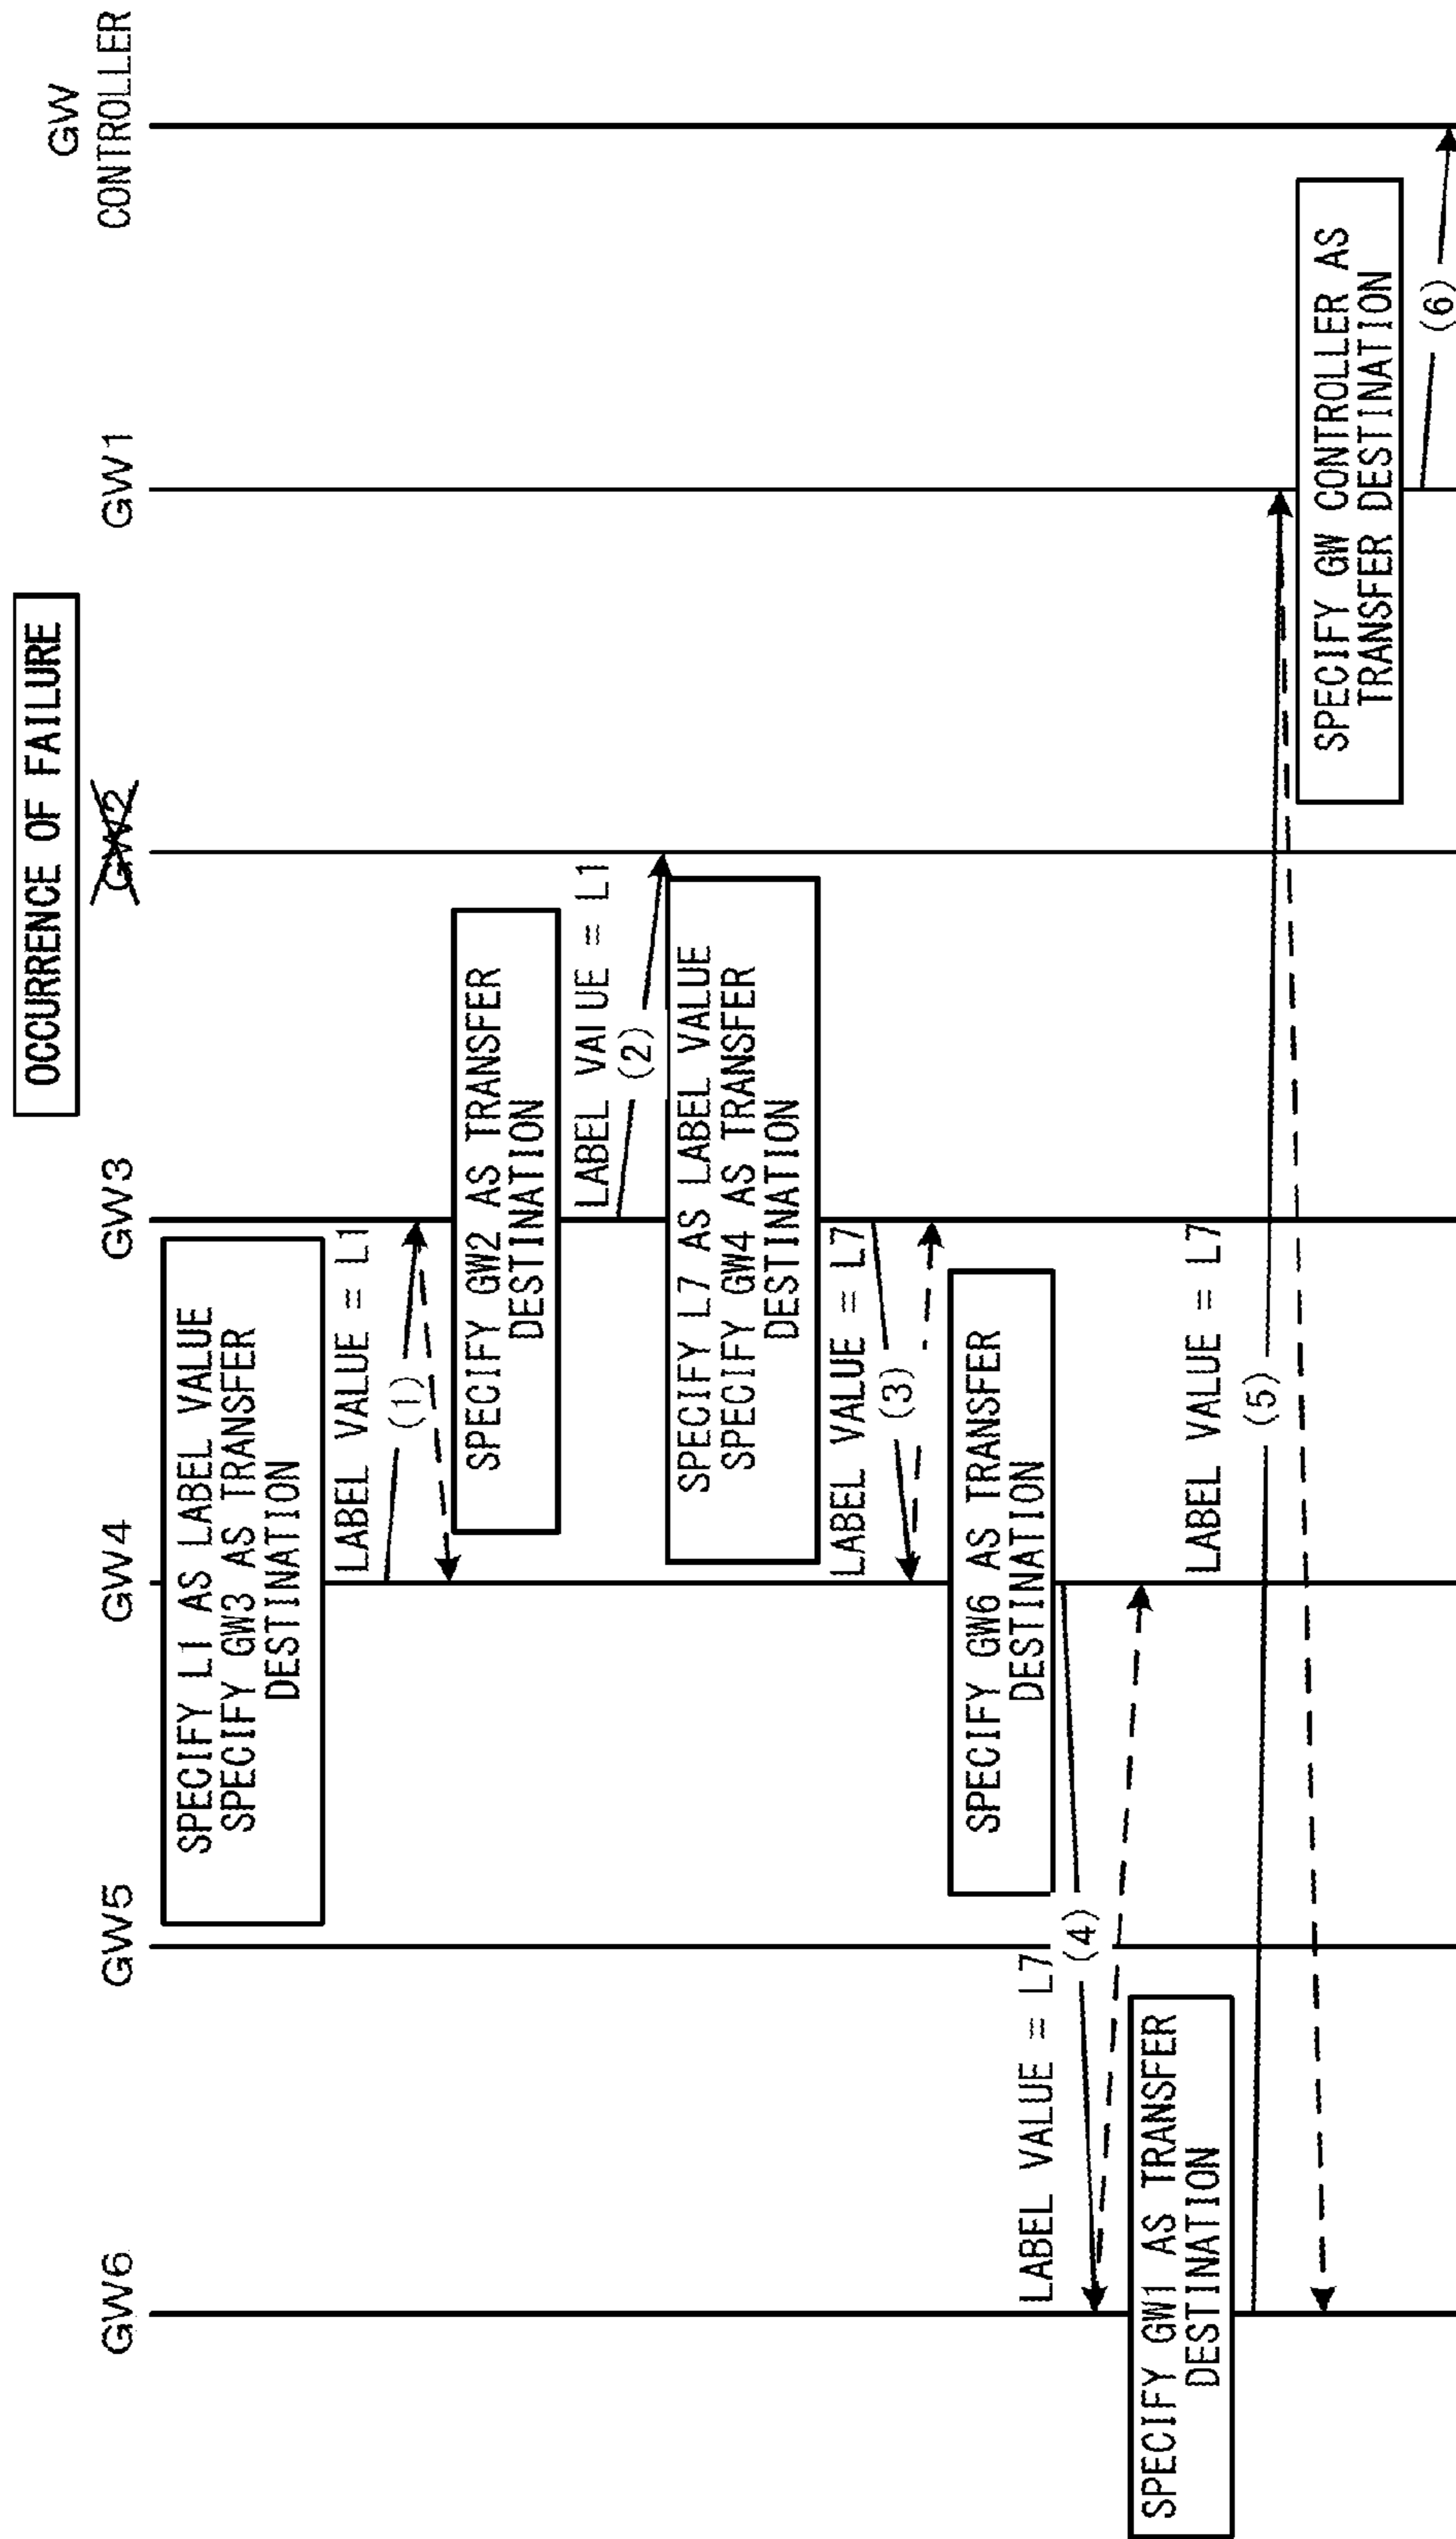 OCCURRENCE OF FAILURE
GW6
GW5
GW4
GW3
GW2
GW1
GW
CONTROLLER
SPECIFY L1 AS LABEL VALUE
SPECIFY GW3 AS TRANSFER
DESTINATION
LABEL VALUE = L1
(1)
SPECIFY GW2 AS TRANSFER
DESTINATION
LABEL VALUE = L1
(2)
SPECIFY L7 AS LABEL VALUE
SPECIFY GW4 AS TRANSFER
DESTINATION
LABEL VALUE = L7
(3)
SPECIFY GW6 AS TRANSFER
DESTINATION
LABEL VALUE = L7
(4)
SPECIFY GW1 AS TRANSFER
DESTINATION
LABEL VALUE = L7
(5)
SPECIFY GW CONTROLLER AS
TRANSFER DESTINATION
(6)